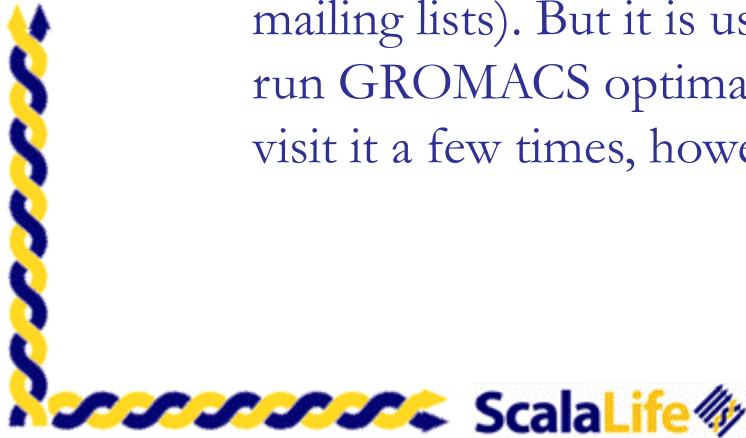 mailing lists). But it is us
run GROMACS optima
visit it a few times, howe
ScalaLife